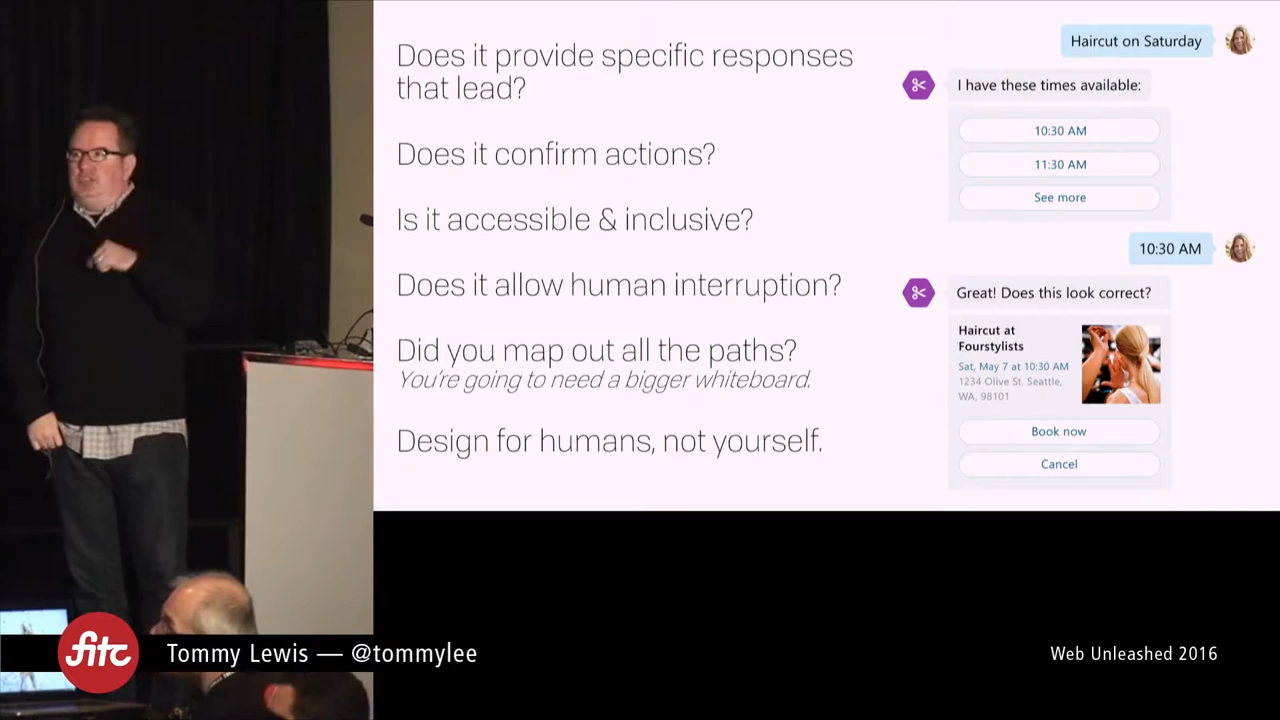 Does it provide specific responses
that lead?
Does it confirm actions?
Is it accessible & inclusive?
Does it allow human interruption?
Did you map out all the paths?
You're going to need a bigger whiteboard.
Design for humans, not yourself.
Haircut on Saturday
I have these times available:
10:30 AM
11:30 AM
See more
10:30 AM
Great! Does this look correct?
Haircut at
Fourstylists
Sat, May 7 at 10:30 AM
1234 Olive St. Seattle,
WA, 98101
Book now
Cancel
fitc
Tommy Lewis — @tommylee
Web Unleashed 2016